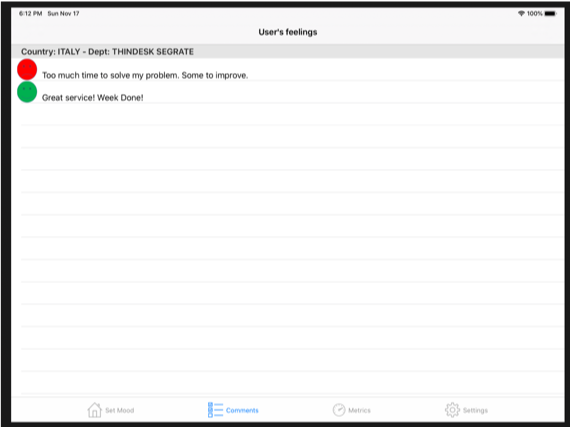 6:12 PM Sun Nov 17
100%
User's feelings
Country: ITALY - Dept: THINDESK SEGRATE
Too much time to solve my problem. Some to improve.
Great service! Week Done!
Set Mood
Comments
Metrics
Settings